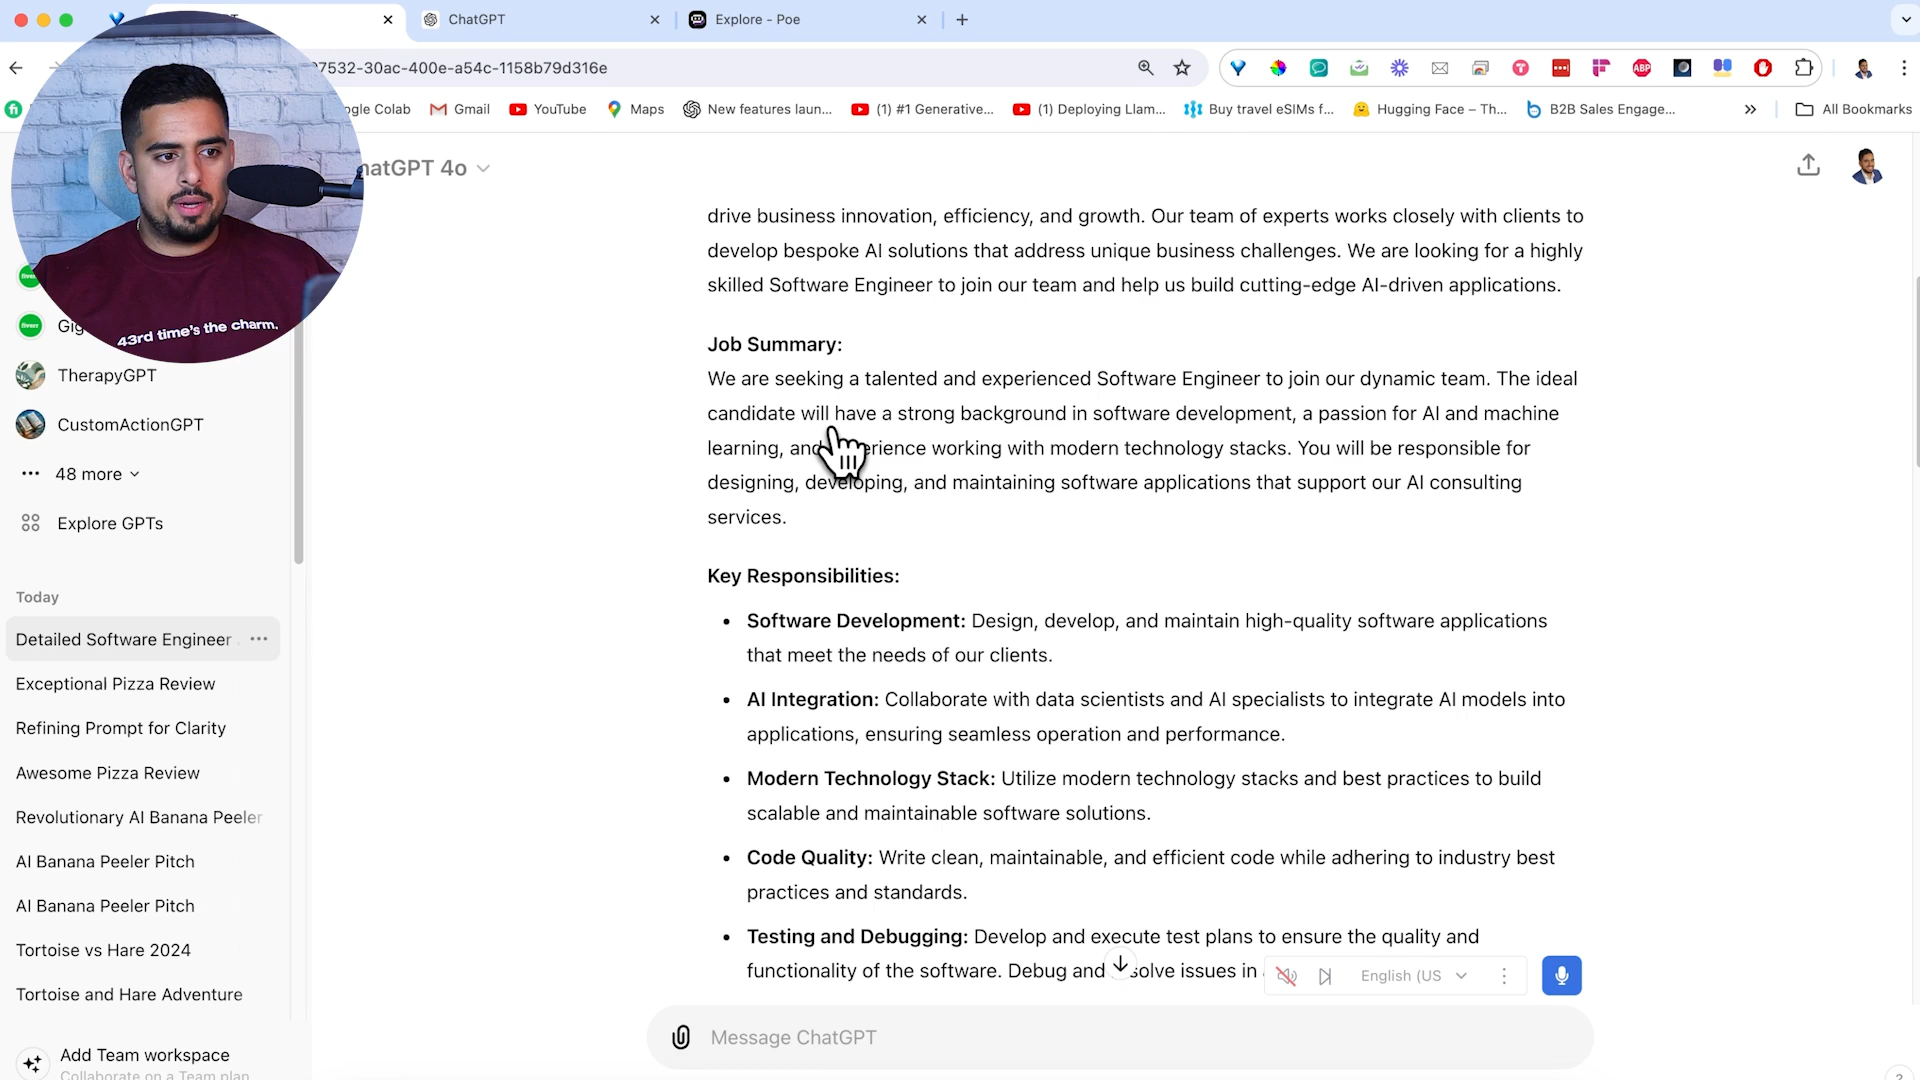 ChatGPT
Explore - Poe
7532-30ac-400e-a54c-1158b79d316e
gle Colab
Gmail
YouTube
Maps
New features laun...
(1) #1 Generative...
(1) Deploying Llam...
Buy travel eSIMs f...
Hugging Face – Th...
B2B Sales Engage...
»
All Bookmarks
ABP
hatGPT 4o
43rd time's the charm.
fiverr
Gig
TherapyGPT
CustomActionGPT
48 more
Explore GPTs
Today
Detailed Software Engineer
Exceptional Pizza Review
Refining Prompt for Clarity
Awesome Pizza Review
Revolutionary AI Banana Peeler
AI Banana Peeler Pitch
AI Banana Peeler Pitch
Tortoise vs Hare 2024
Tortoise and Hare Adventure
Add Team workspace
Collaborate on a Team plan
drive business innovation, efficiency, and growth. Our team of experts works closely with clients to
develop bespoke AI solutions that address unique business challenges. We are looking for a highly
skilled Software Engineer to join our team and help us build cutting-edge AI-driven applications.
Job Summary:
We are seeking a talented and experienced Software Engineer to join our dynamic team. The ideal
candidate will have a strong background in software development, a passion for AI and machine
learning, and erience working with modern technology stacks. You will be responsible for
designing, developing, and maintaining software applications that support our AI consulting
services.
Key Responsibilities:
• Software Development: Design, develop, and maintain high-quality software applications
that meet the needs of our clients.
• AI Integration: Collaborate with data scientists and AI specialists to integrate AI models into
applications, ensuring seamless operation and performance.
• Modern Technology Stack: Utilize modern technology stacks and best practices to build
scalable and maintainable software solutions.
• Code Quality: Write clean, maintainable, and efficient code while adhering to industry best
practices and standards.
• Testing and Debugging: Develop and execute test plans to ensure the quality and
functionality of the software. Debug and solve issues in
English (US
Message ChatGPT
?